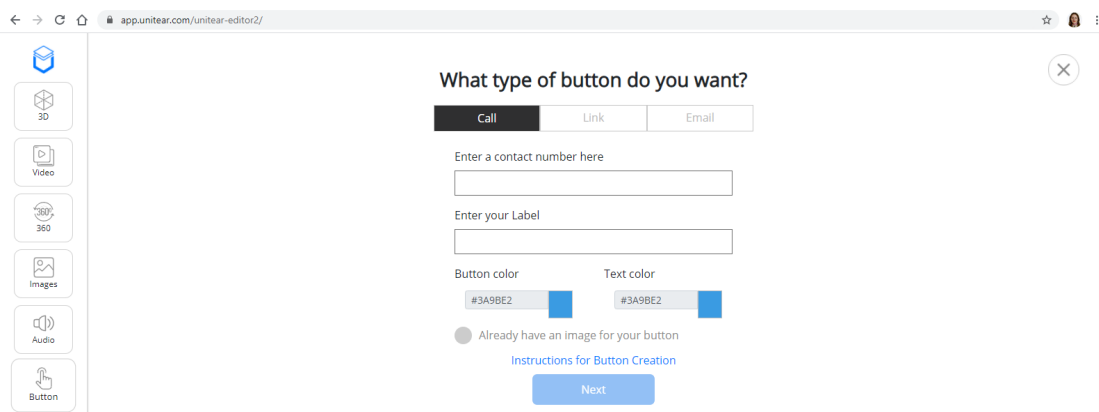 app.unitear.com/unitear-editor2/
What type of button do you want?
3D
Call Link Email
Video
Enter a contact number here
360°
360
Enter your Label
Images
Button color Text color
#3A9BE2 #3A9BE2
Audio
Already have an image for your button
Instructions for Button Creation
Button
Next